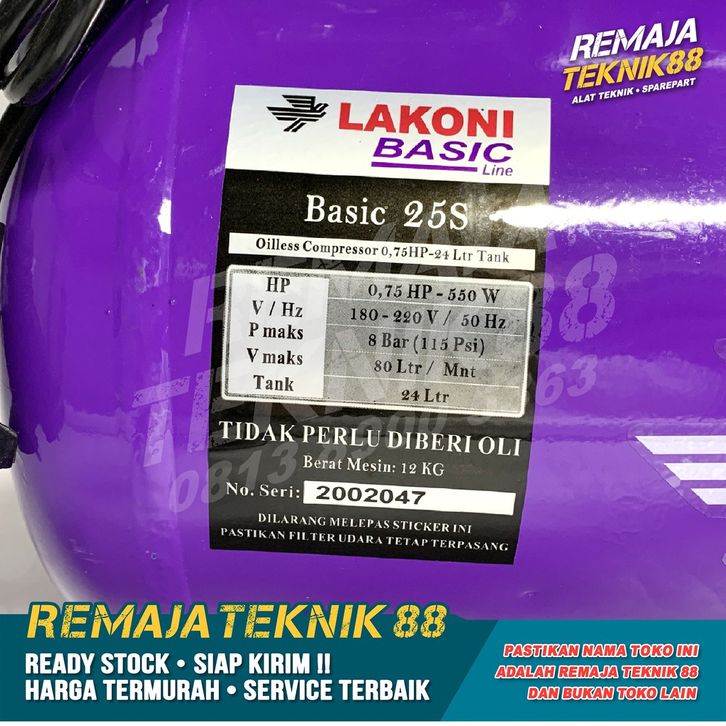 REMAJA
TEKNIK88
ALAT TEKNIK • SPAREPART
LAKONI
BASIC
Line
Basic 25S
Oilless Compressor 0,75HP-24 Ltr Tank
HP 0,75 HP - 550 W
V / Hz 180 - 220 V / 50 Hz
P maks 8 Bar (115 Psi)
V maks 80 Ltr / Mnt
Tank 24 Ltr
TIDAK PERLU DIBERI OLI
Berat Mesin: 12 KG
No. Seri: 2002047
DILARANG MELEPAS STICKER INI
PASTIKAN FILTER UDARA TETAP TERPASANG
REMAJA
TEKNIK 88
REMAJA TEKNIK 88
READY STOCK • SIAP KIRIM !!
HARGA TERMURAH • SERVICE TERBAIK
PASTIKAN NAMA TOKO INI
ADALAH REMAJA TEKNIK 88
DAN BUKAN TOKO LAIN